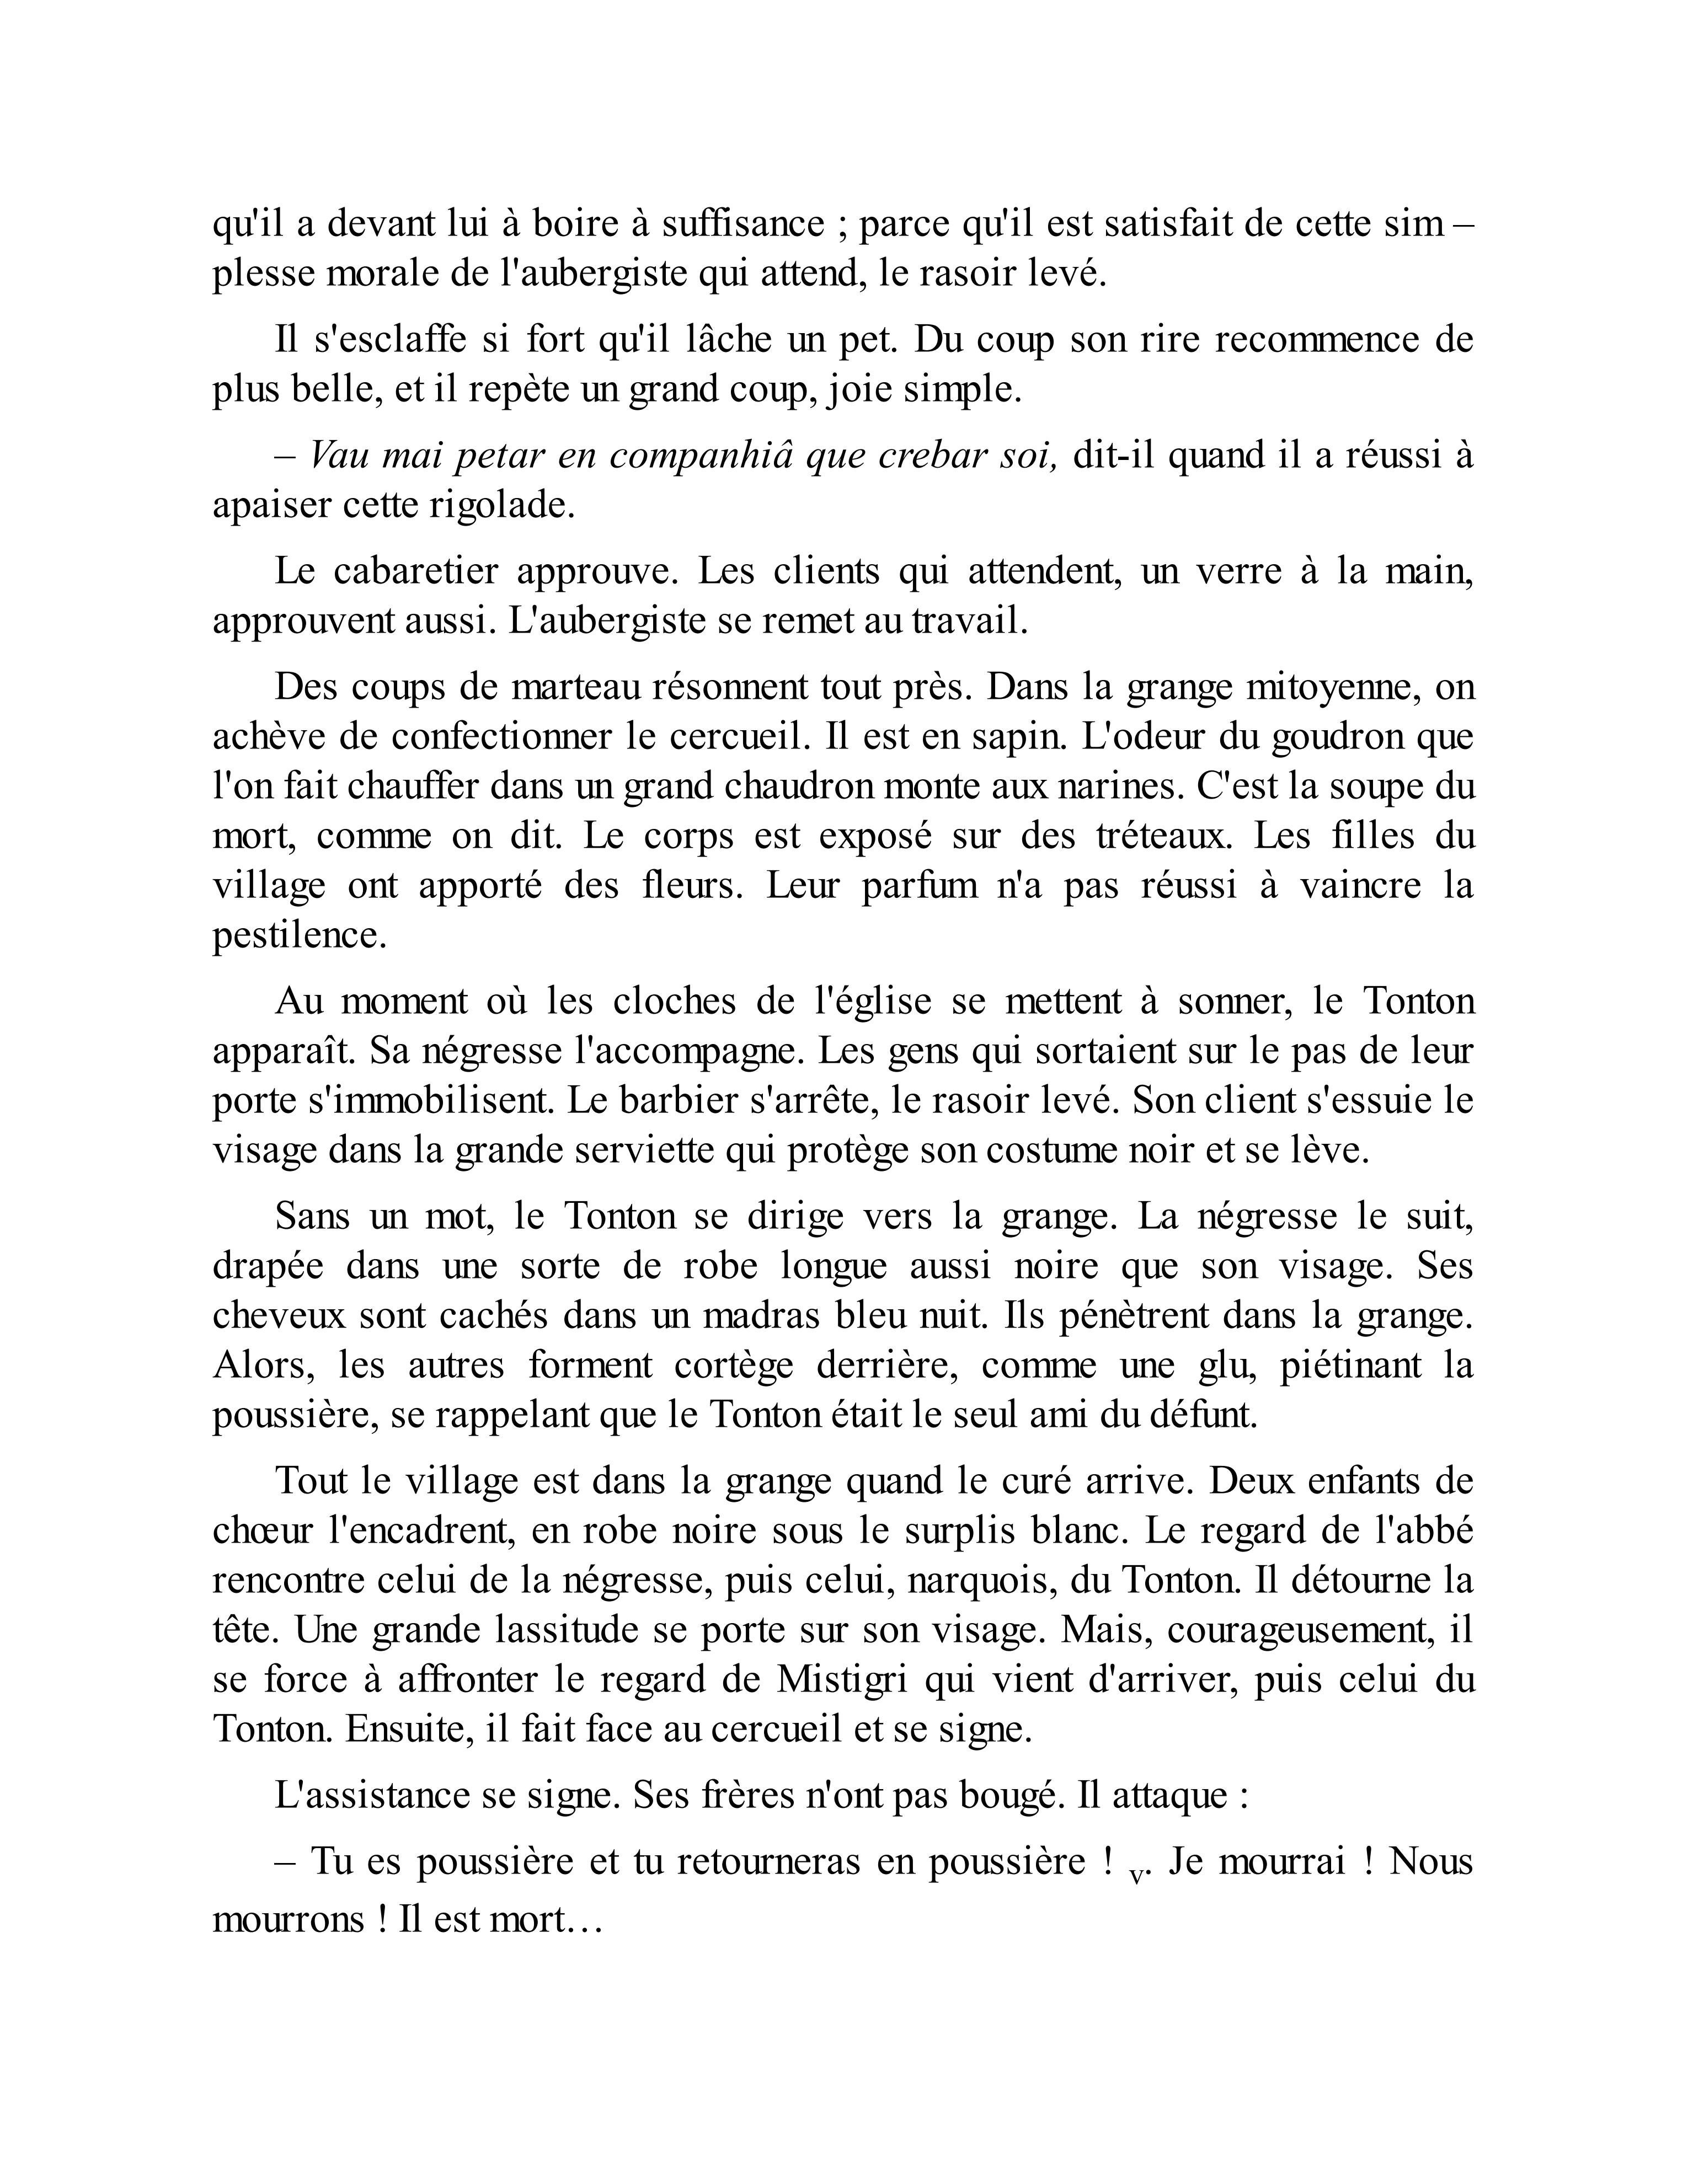 qu'il a devant lui à boire à suffisance ; parce qu'il est satisfait de cette sim –
plesse morale de l'aubergiste qui attend, le rasoir levé.
Il s'esclaffe si fort qu'il lâche un pet. Du coup son rire recommence de
plus belle, et il repète un grand coup, joie simple.
– Vau mai petar en companhiâ que crebar soi, dit-il quand il a réussi à
apaiser cette rigolade.
Le cabaretier approuve. Les clients qui attendent, un verre à la main,
approuvent aussi. L'aubergiste se remet au travail.
Des coups de marteau résonnent tout près. Dans la grange mitoyenne, on
achève de confectionner le cercueil. Il est en sapin. L'odeur du goudron que
l'on fait chauffer dans un grand chaudron monte aux narines. C'est la soupe du
mort, comme on dit. Le corps est exposé sur des tréteaux. Les filles du
village ont apporté des fleurs. Leur parfum n'a pas réussi à vaincre la
pestilence.
Au moment où les cloches de l'église se mettent à sonner, le Tonton
apparaît. Sa négresse l'accompagne. Les gens qui sortaient sur le pas de leur
porte s'immobilisent. Le barbier s'arrête, le rasoir levé. Son client s'essuie le
visage dans la grande serviette qui protège son costume noir et se lève.
Sans un mot, le Tonton se dirige vers la grange. La négresse le suit,
drapée dans une sorte de robe longue aussi noire que son visage. Ses
cheveux sont cachés dans un madras bleu nuit. Ils pénètrent dans la grange.
Alors, les autres forment cortège derrière, comme une glu, piétinant la
poussière, se rappelant que le Tonton était le seul ami du défunt.
Tout le village est dans la grange quand le curé arrive. Deux enfants de
chœur l'encadrent, en robe noire sous le surplis blanc. Le regard de l'abbé
rencontre celui de la négresse, puis celui, narquois, du Tonton. Il détourne la
tête. Une grande lassitude se porte sur son visage. Mais, courageusement, il
se force à affronter le regard de Mistigri qui vient d'arriver, puis celui du
Tonton. Ensuite, il fait face au cercueil et se signe.
L'assistance se signe. Ses frères n'ont pas bougé. Il attaque :
– Tu es poussière et tu retourneras en poussière ! v. Je mourrai ! Nous
mourrons ! Il est mort…